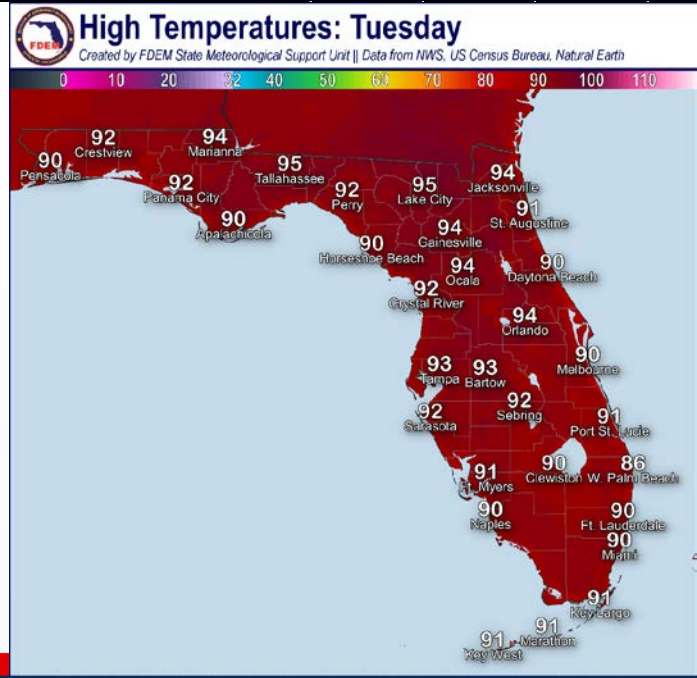 FDEM
High Temperatures: Tuesday
Created by FDEM State Meteorological Support Unit || Data from NWS, US Census Bureau, Natural Earth
0 10 20 32 40 50 60 70 80 90 100 110
92
Crestview
94
Marianna
90
Pensacola
95
Tallahassee
92
Panama City
92
Perry
95
Lake City
94
Jacksonville
90
Apalachicola
91
St. Augustine
94
Gainesville
90
Horseshoe Beach
94
Ocala
90
Daytona Beach
92
Crystal River
94
Orlando
90
Melbourne
93
Tampa
93
Bartow
92
Sarasota
92
Sebring
91
Port St. Lucie
91
Ft. Myers
90
Clewiston
86
W. Palm Beach
90
Naples
90
Ft. Lauderdale
90
Miami
91
Key Largo
91
Marathon
91
Key West